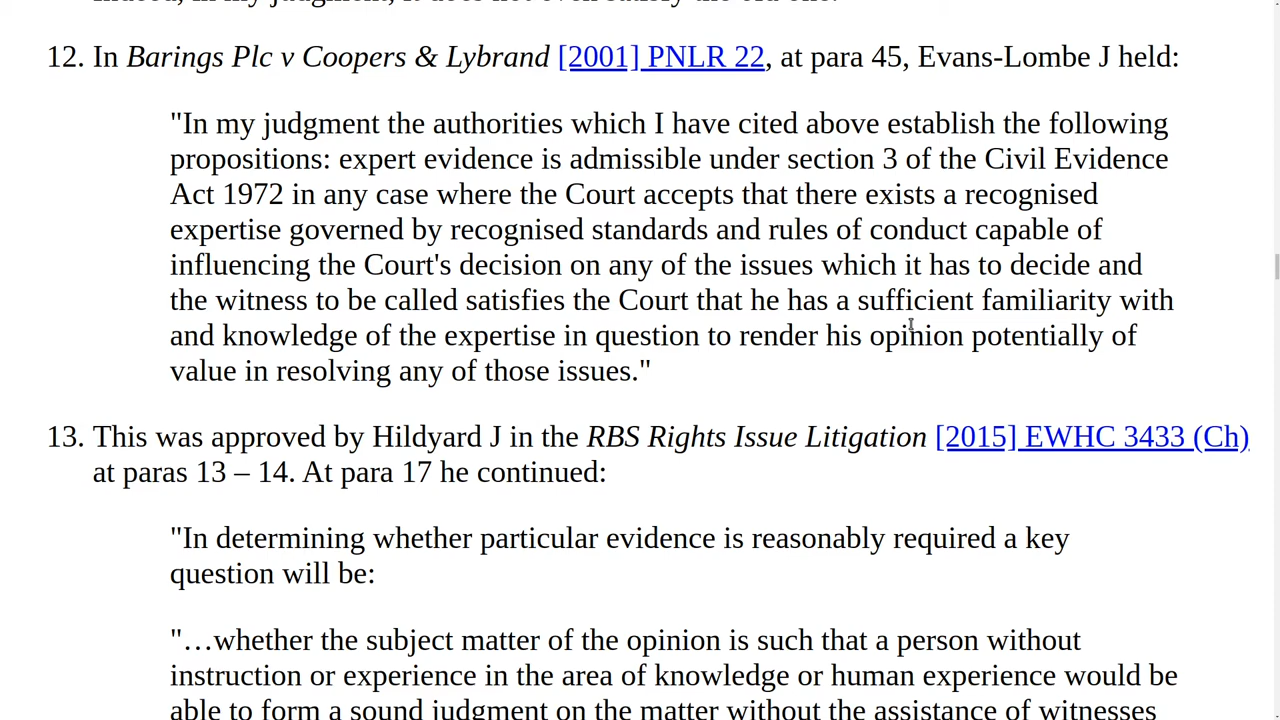 12. In Barings Plc v Coopers & Lybrand [2001] PNLR 22, at para 45, Evans-Lombe J held:
"In my judgment the authorities which I have cited above establish the following
propositions: expert evidence is admissible under section 3 of the Civil Evidence
Act 1972 in any case where the Court accepts that there exists a recognised
expertise governed by recognised standards and rules of conduct capable of
influencing the Court's decision on any of the issues which it has to decide and
the witness to be called satisfies the Court that he has a sufficient familiarity with
and knowledge of the expertise in question to render his opinion potentially of
value in resolving any of those issues."
13. This was approved by Hildyard J in the RBS Rights Issue Litigation [2015] EWHC 3433 (Ch)
at paras 13 – 14. At para 17 he continued:
"In determining whether particular evidence is reasonably required a key
question will be:
"…whether the subject matter of the opinion is such that a person without
instruction or experience in the area of knowledge or human experience would be
able to form a sound judgment on the matter without the assistance of witnesses